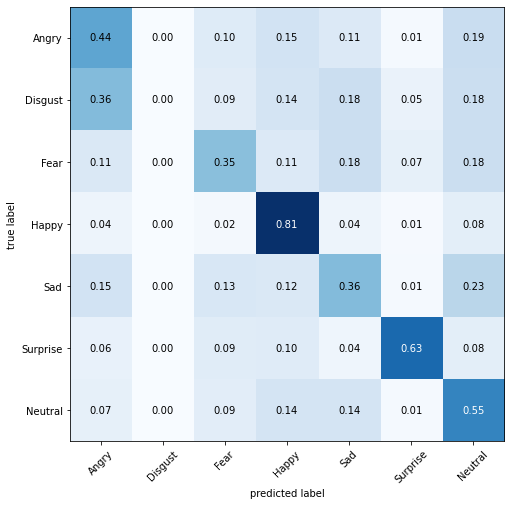 Angry 0.44 0.00 0.10 0.15 0.11 0.01 0.19
Disgust 0.36 0.00 0.09 0.14 0.18 0.05 0.18
Fear 0.11 0.00 0.35 0.11 0.18 0.07 0.18
Happy 0.04 0.00 0.02 0.81 0.04 0.01 0.08
Sad 0.15 0.00 0.13 0.12 0.36 0.01 0.23
Surprise 0.06 0.00 0.09 0.10 0.04 0.63 0.08
Neutral 0.07 0.00 0.09 0.14 0.14 0.01 0.55
true label
Angry Disgust Fear Happy Sad Surprise Neutral
predicted label